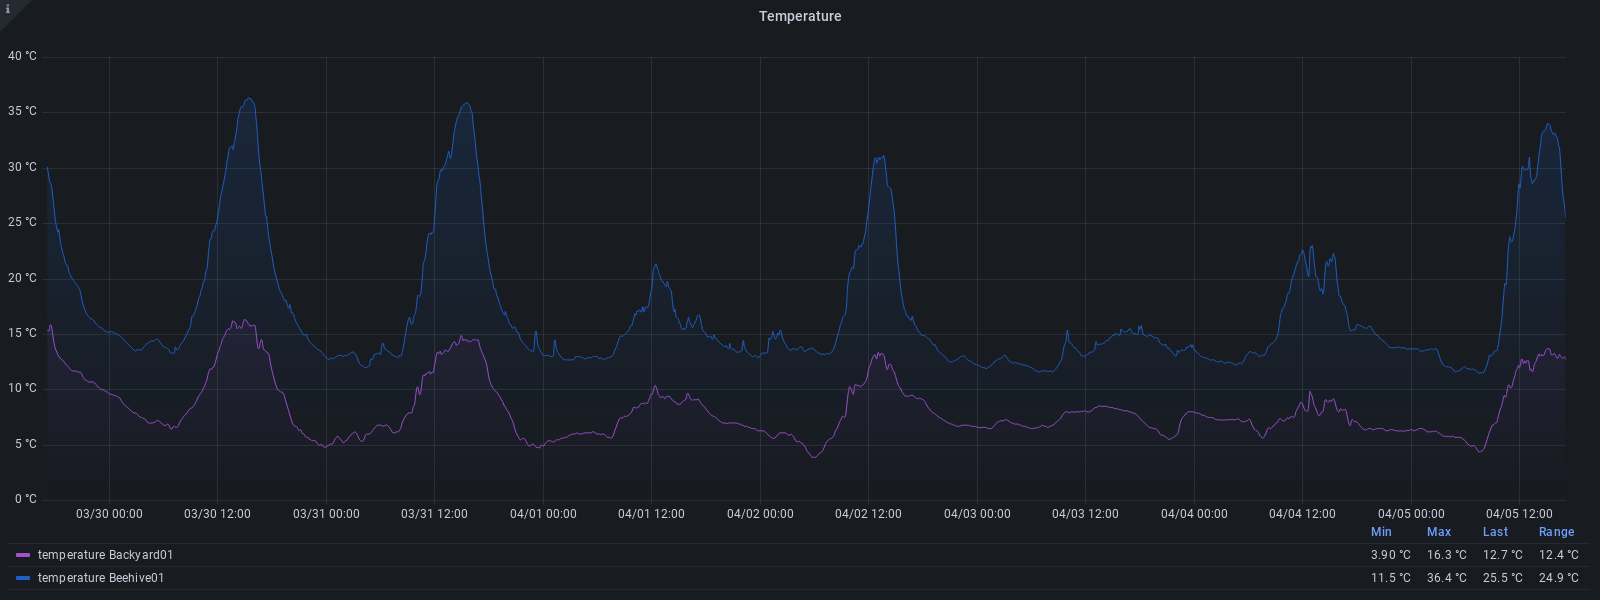 i
Temperature
40 °C
35 °C
30 °C
25 °C
20 °C
15 °C
10 °C
5 °C
0 °C
03/30 00:00 03/30 12:00 03/31 00:00 03/31 12:00 04/01 00:00 04/01 12:00 04/02 00:00 04/02 12:00 04/03 00:00 04/03 12:00 04/04 00:00 04/04 12:00 04/05 00:00 04/05 12:00
Min Max Last Range
temperature Backyard01 3.90 °C 16.3 °C 12.7 °C 12.4 °C
temperature Beehive01 11.5 °C 36.4 °C 25.5 °C 24.9 °C